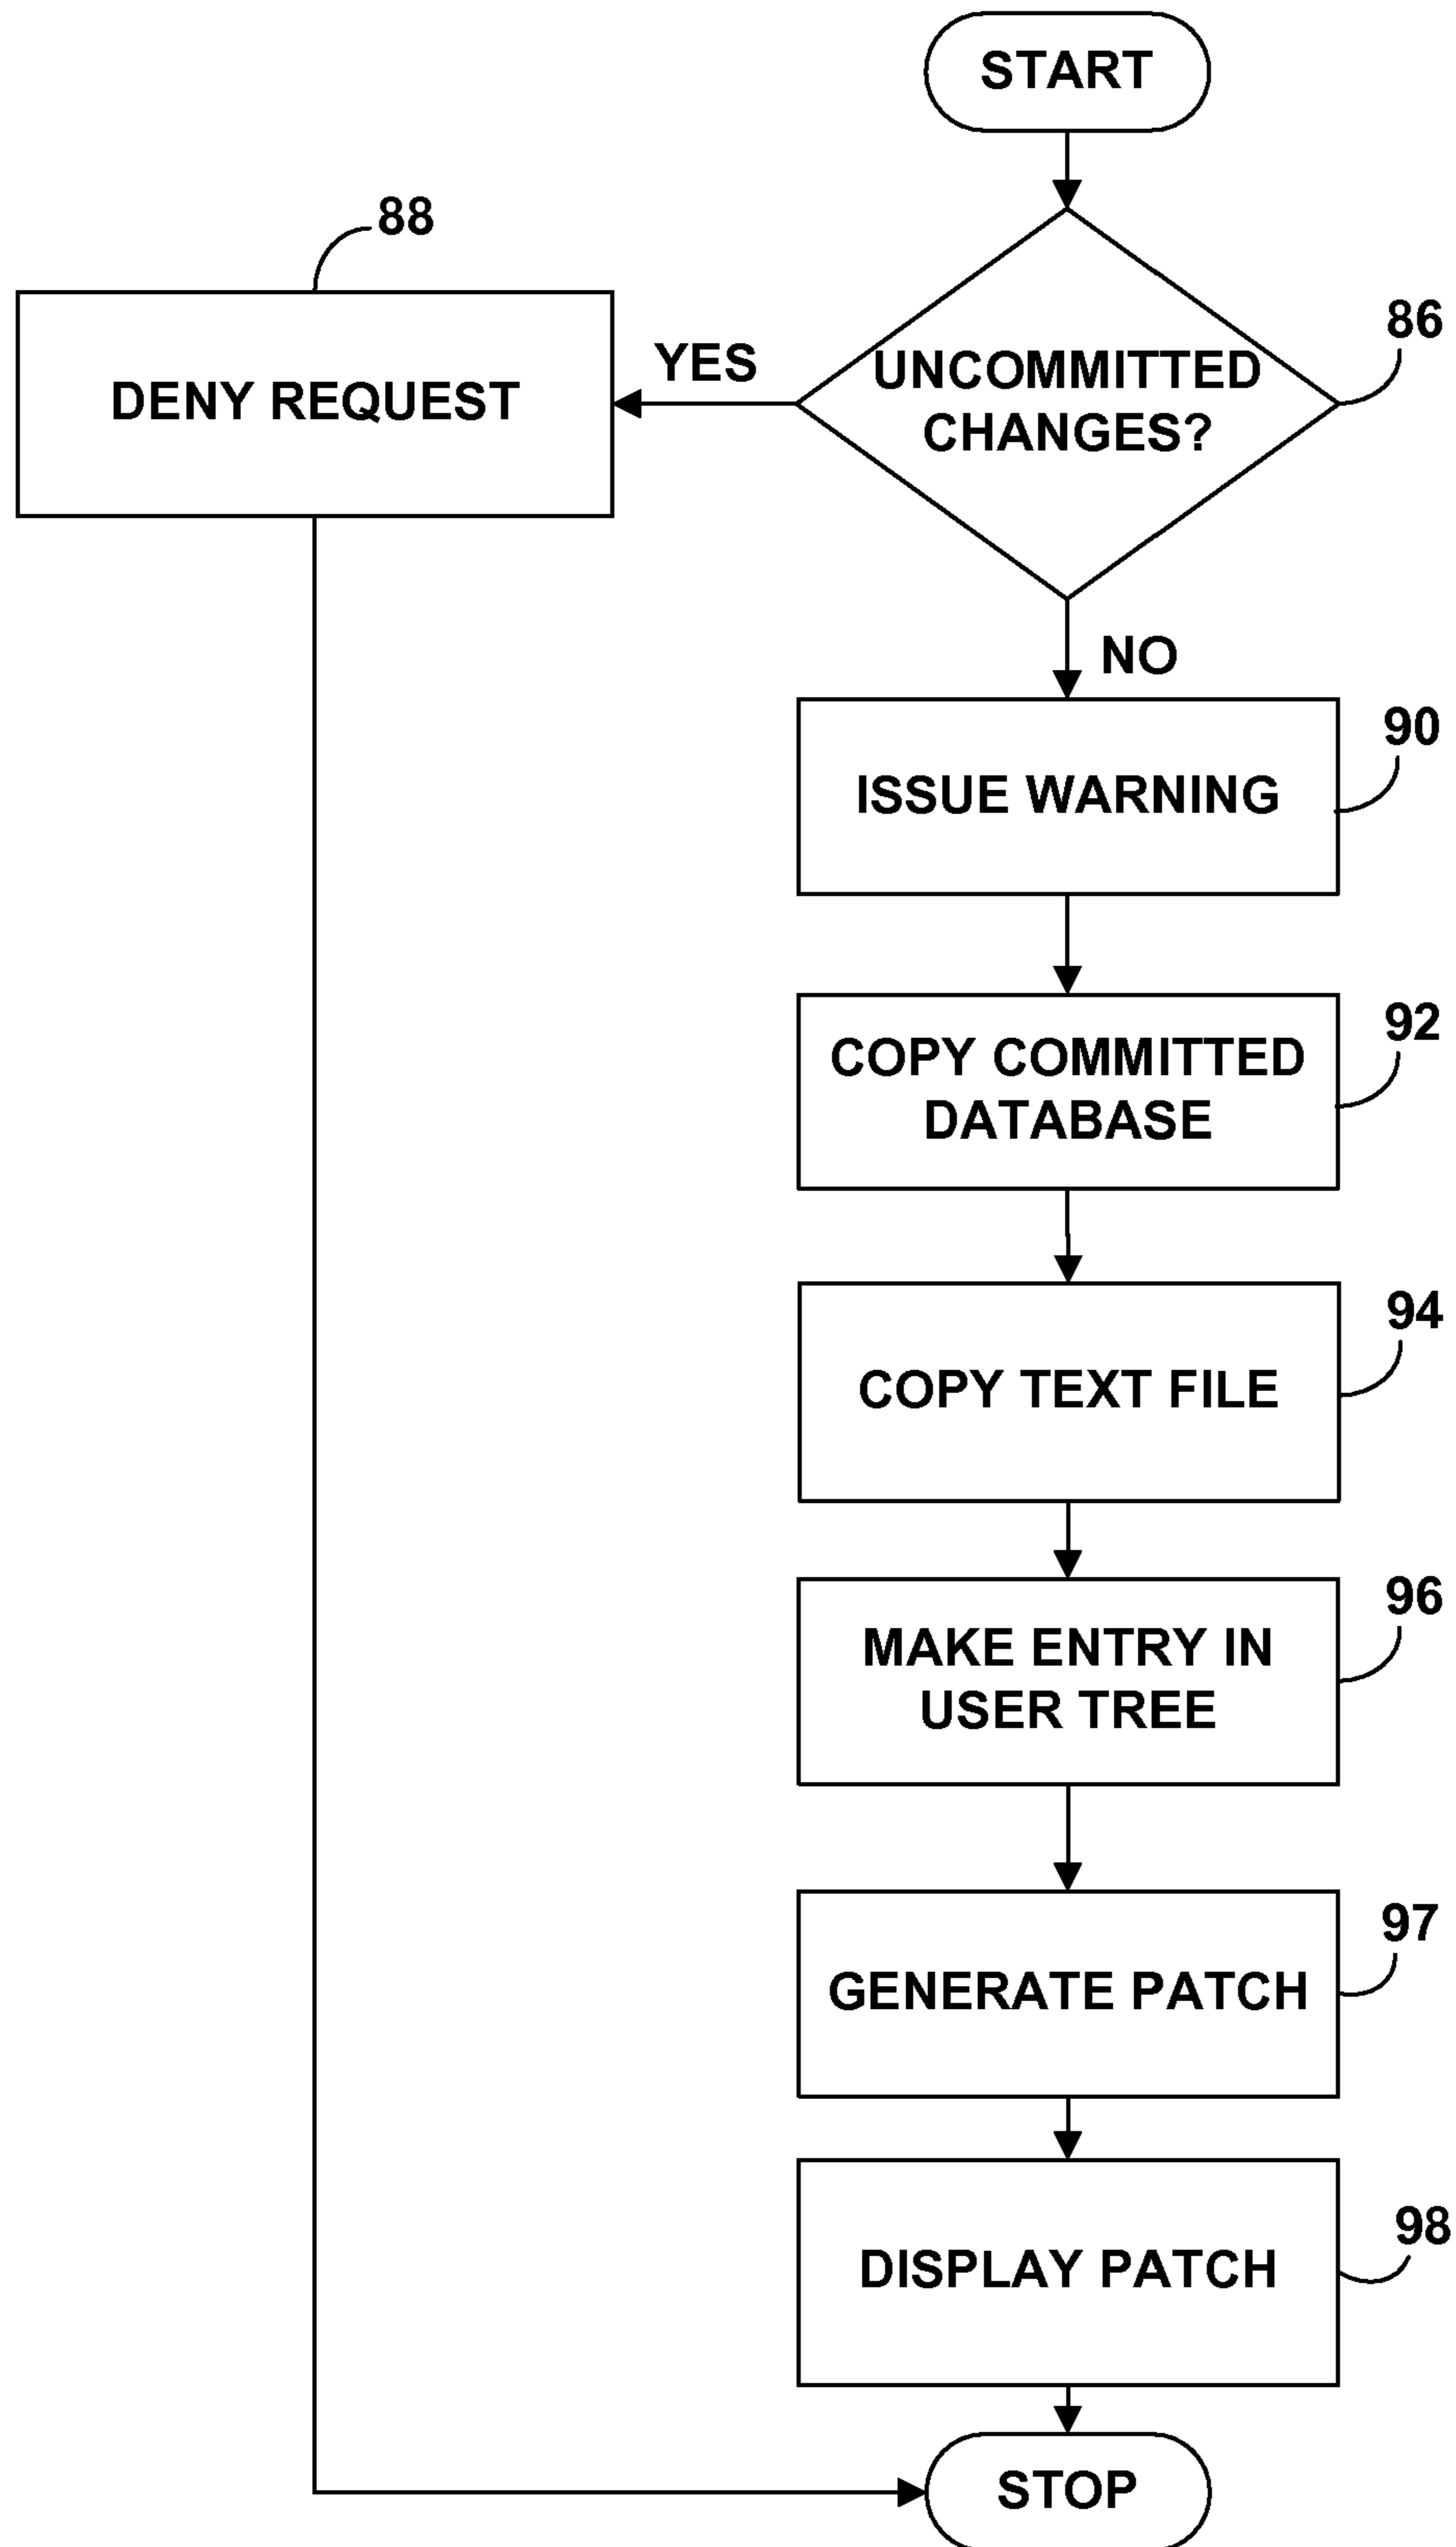 START
88
86
YES
UNCOMMITTED
CHANGES?
DENY REQUEST
NO
90
ISSUE WARNING
92
COPY COMMITTED
DATABASE
94
COPY TEXT FILE
96
MAKE ENTRY IN
USER TREE
97
GENERATE PATCH
98
DISPLAY PATCH
STOP